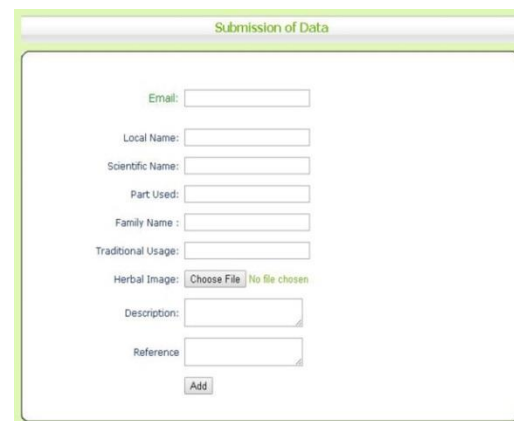 Submission of Data
Email:
Local Name:
Scientific Name:
Part Used:
Family Name :
Traditional Usage:
Herbal Image: Choose File No file chosen
Description:
Reference
Add